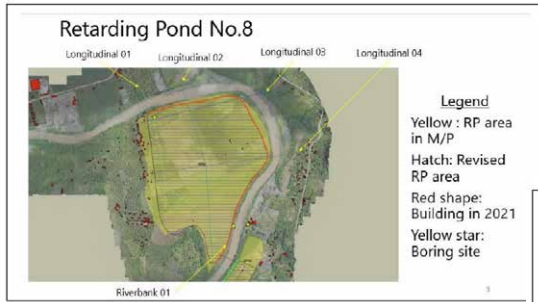 Retarding Pond No.8
Longitudinal 01
Longitudinal 02
Longitudinal 03
Longitudinal 04
Legend
Yellow : RP area
in M/P
Hatch: Revised
RP area
Red shape:
Building in 2021
Yellow star:
Boring site
Riverbank 01